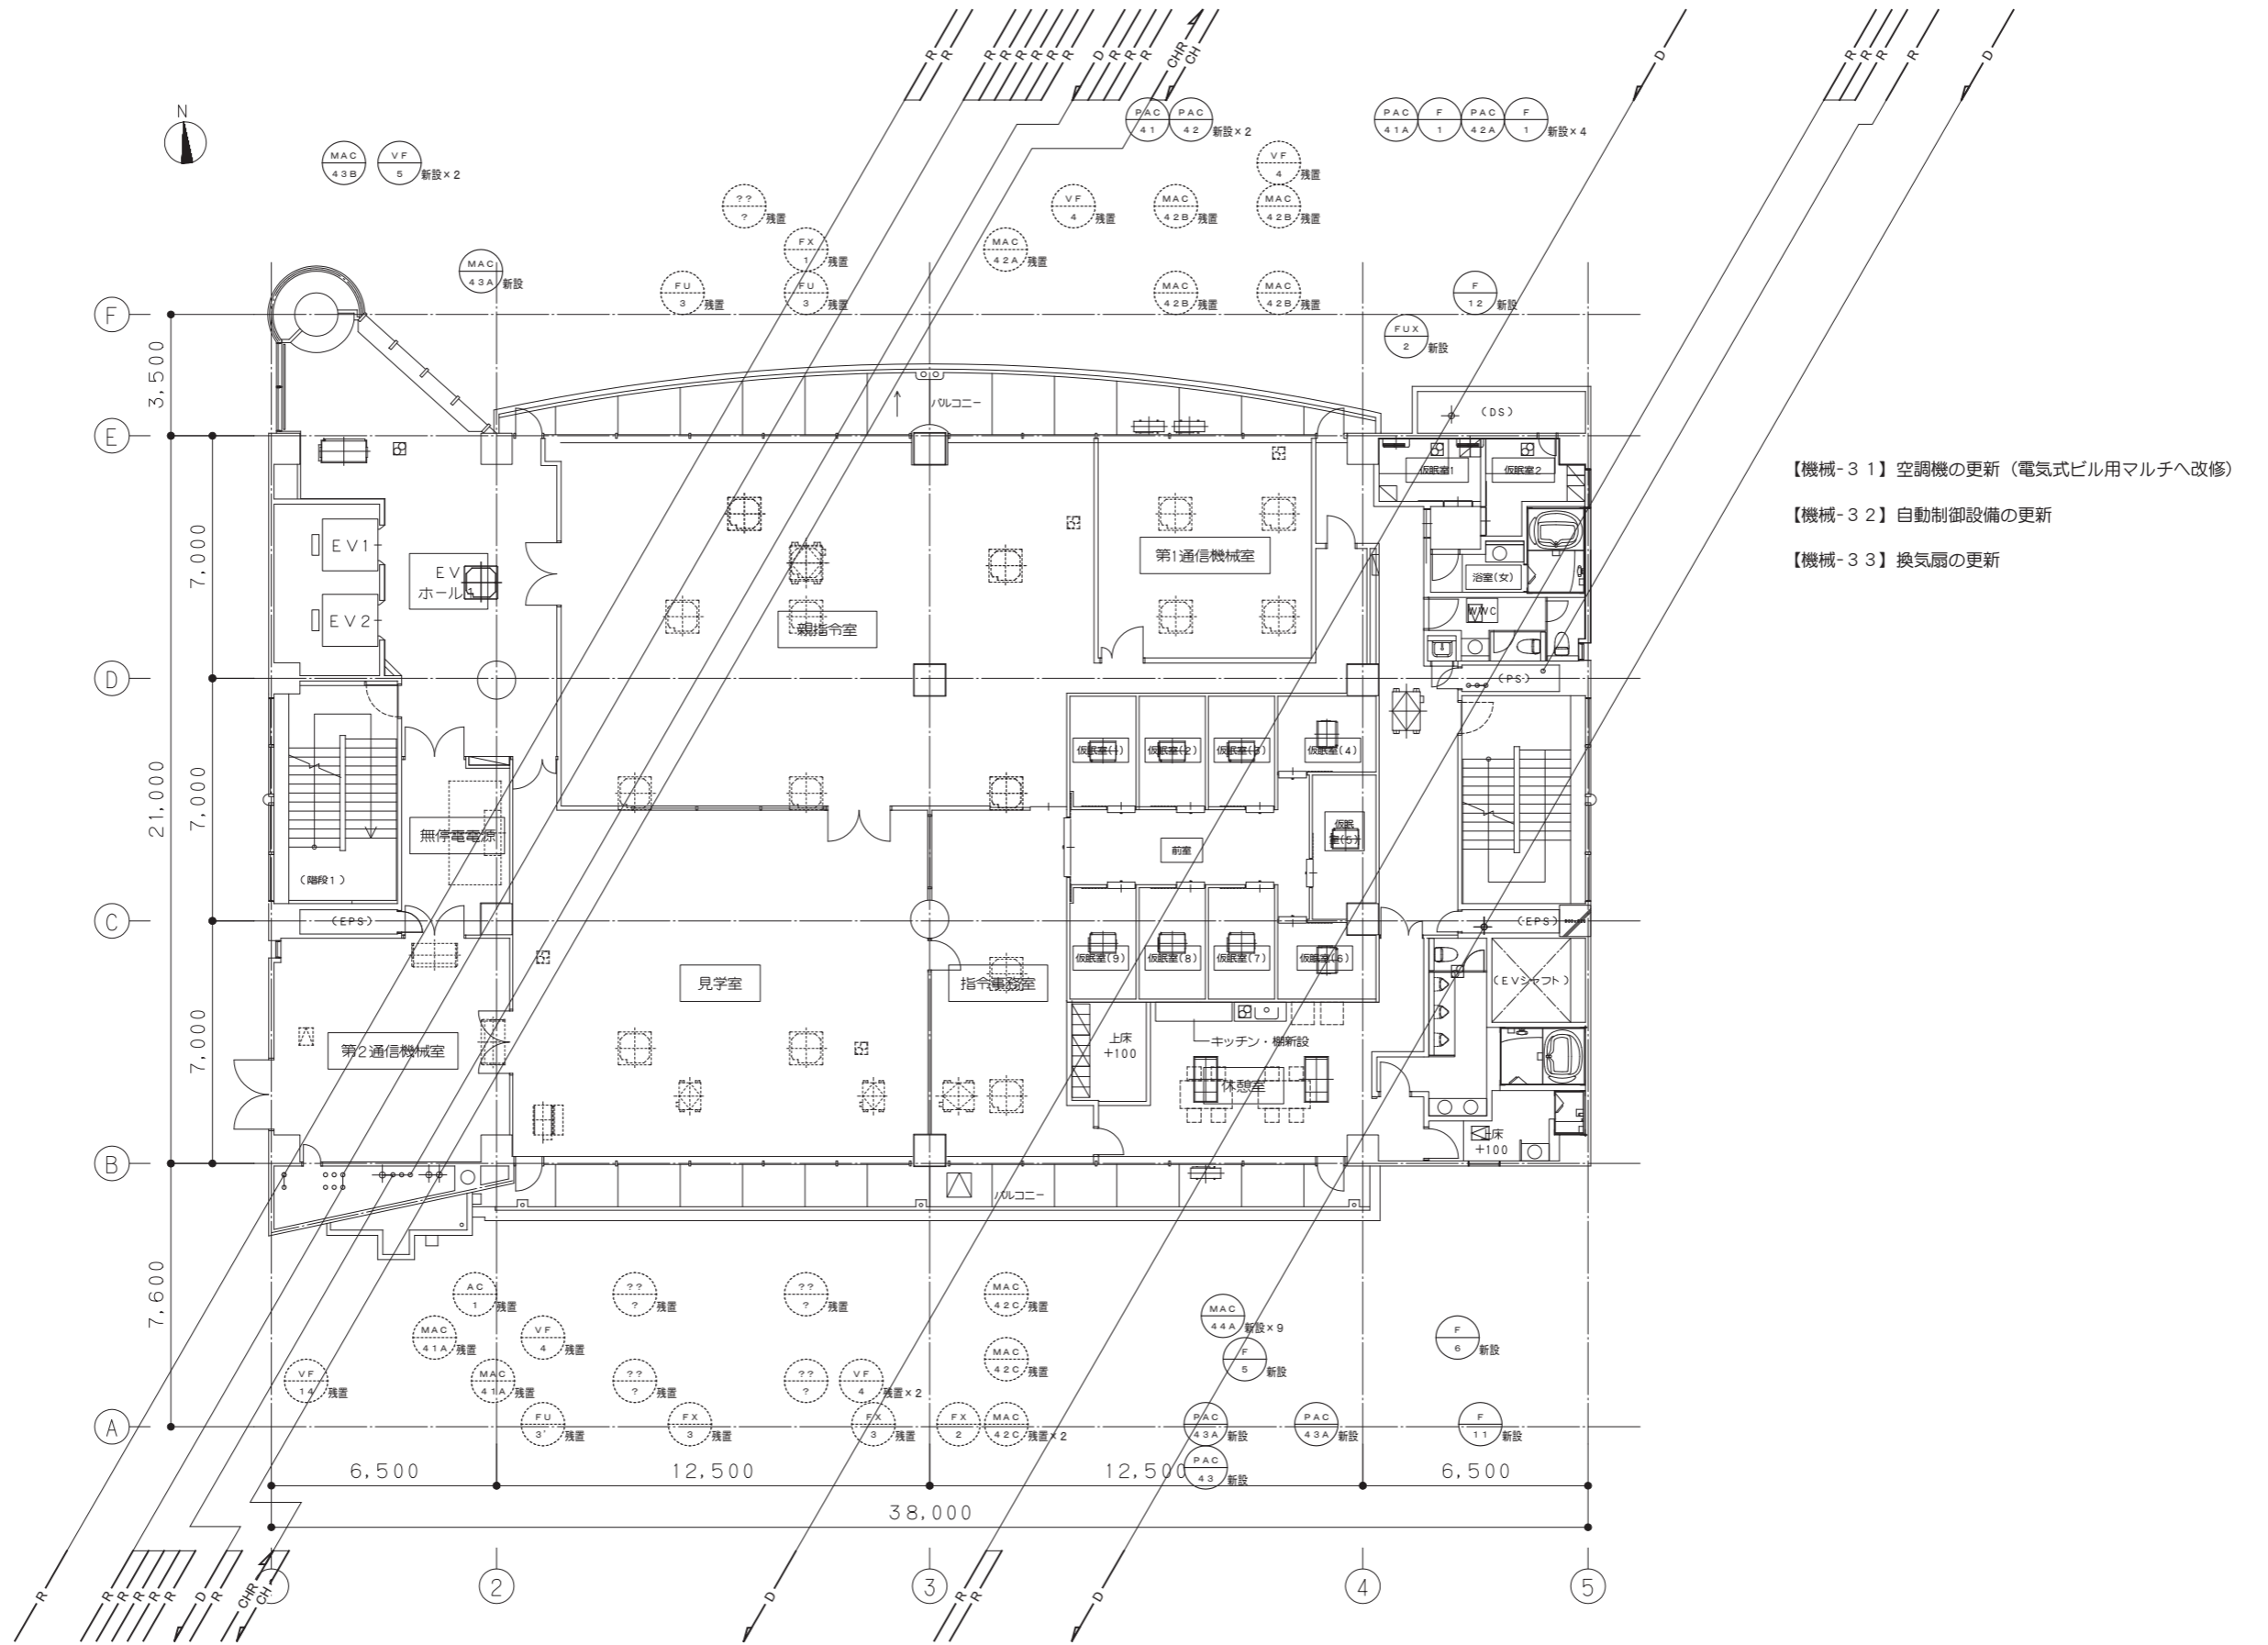 R R R R R R R R D R R R CHR CH D R R R R D
N
PAC 41 PAC 42 新設×2
PAC 41A F 1 PAC 42A F 1 新設×4
MAC 43B VF 5 新設×2
VF 4 残置
?? ? 残置
VF 4 残置
MAC 42B 残置
MAC 42B 残置
FX 1 残置
MAC 42A 残置
MAC 43A 新設
FU 3 残置
FU 3 残置
MAC 42B 残置
MAC 42B 残置
F 12 新設
F
FUX 2 新設
3,500
バルコニー
(DS)
E
仮眠室1
仮眠室2
【機械-31】空調機の更新（電気式ビル用マルチへ改修）
【機械-32】自動制御設備の更新
【機械-33】換気扇の更新
7,000
EV1
EV
ホール1
第1通信機械室
浴室(女)
EV2
親指令室
WWC
D
(PS)
仮眠室(1)
仮眠室(2)
仮眠室(3)
仮眠室(4)
21,000
7,000
無停電電源
仮眠
室(5)
前室
(階段1)
C
(EPS)
(EPS)
仮眠室(9)
仮眠室(8)
仮眠室(7)
仮眠室(6)
見学室
指令事務室
(EVシャフト)
7,000
第2通信機械室
上床
+100
キッチン・棚新設
休憩室
上床
+100
B
バルコニー
7,600
AC 1 残置
?? ? 残置
?? ? 残置
MAC 42C 残置
MAC 44A 新設×9
MAC 41A 残置
VF 4 残置
F 6 新設
MAC 42C 残置
F 5 新設
VF 14 残置
MAC 41A 残置
?? ? 残置
?? ?
VF 4 残置×2
A
FU 3' 残置
FX 3 残置
FX 3 残置
FX 2
MAC 42C 残置×2
PAC 43A 新設
PAC 43A 新設
F 11 新設
PAC 43 新設
6,500
12,500
12,500
6,500
38,000
2
3
4
5
R R R R R R D R CHR CH D R R D